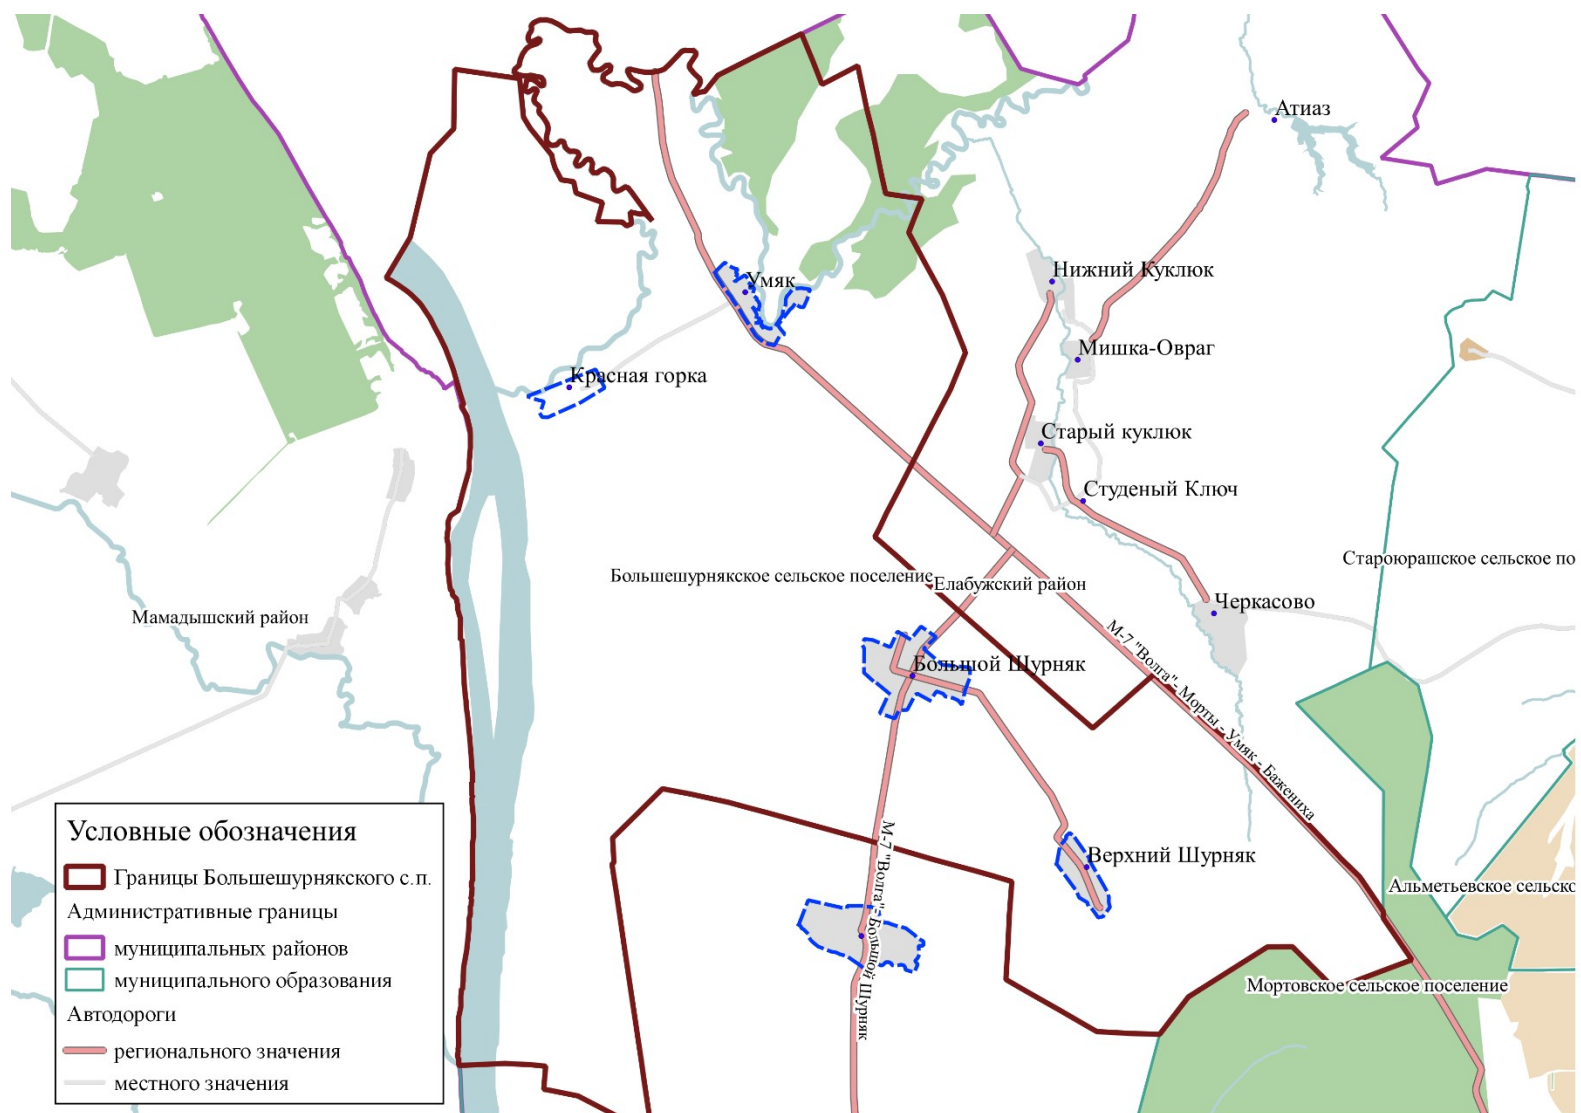 Атиаз
Нижний Куклюк
Умяк
Мишка-Овраг
Красная горка
Старый куклюк
Студеный Ключ
Староюрашское сельское по
Большешурнякское сельское поселение
Елабужский район
Черкасово
Мамадышский район
М-7 "Волга"- Морты - Умяк - Бажениха
Большой Шурняк
Верхний Шурняк
М-7 "Волга"- Большой Шурняк
Альметьевское сельско
Мортовское сельское поселение
Условные обозначения
Границы Большешурнякского с.п.
Административные границы
муниципальных районов
муниципального образования
Автодороги
регионального значения
местного значения